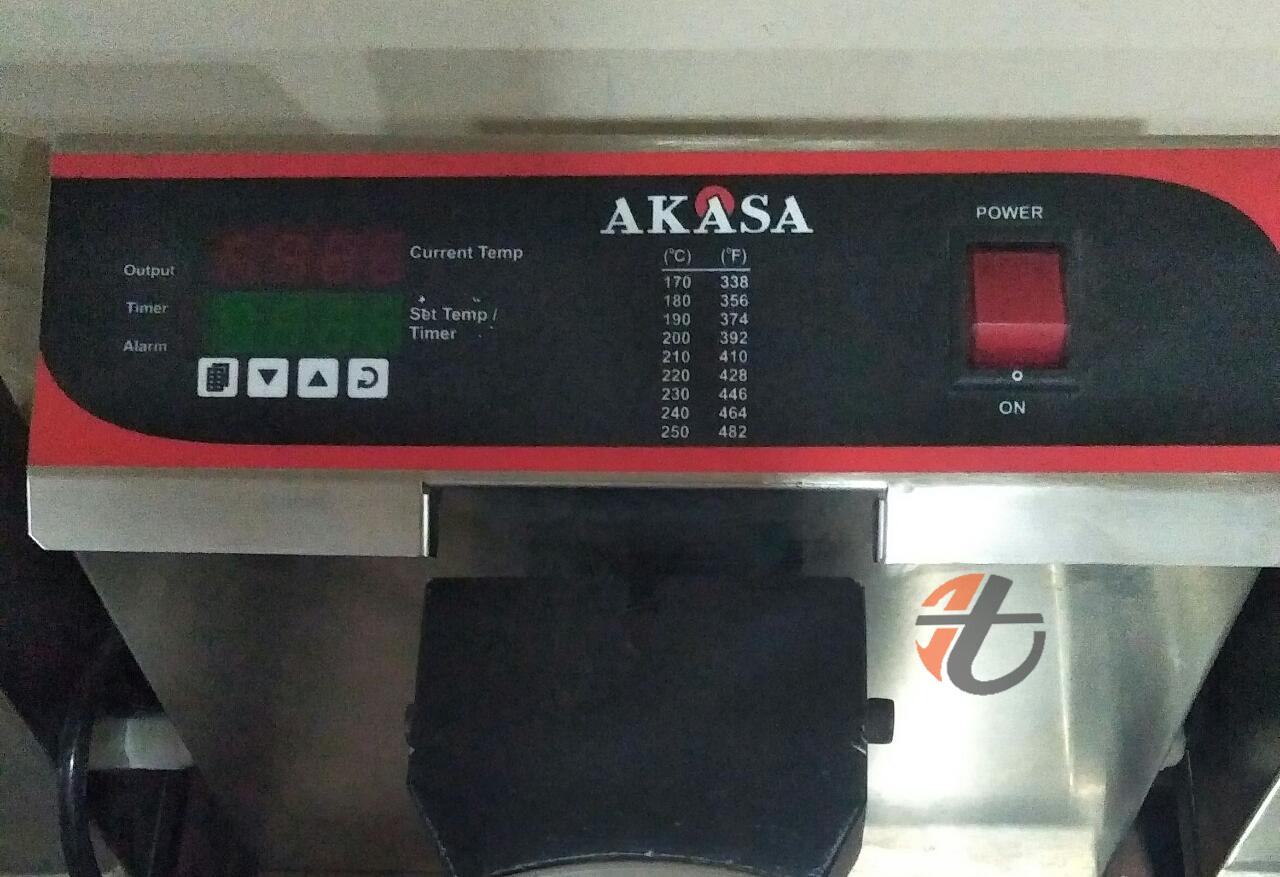 AKASA
POWER
Current Temp
Output
Timer
Set Temp /
Timer
Alarm
(°C) (°F)
170 338
180 356
190 374
200 392
210 410
220 428
230 446
240 464
250 482
ON